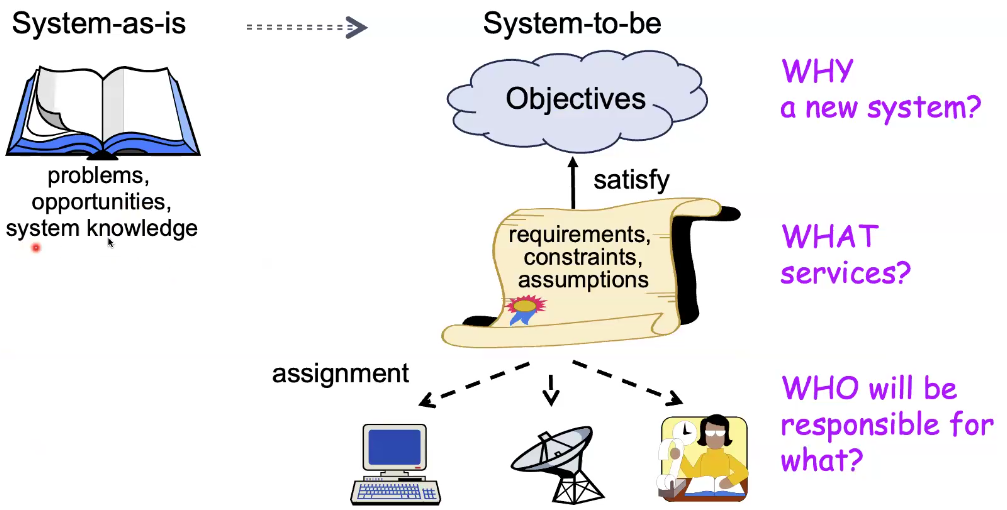 System-as-is
System-to-be
problems,
opportunities,
system knowledge
Objectives
WHY
a new system?
satisfy
requirements,
constraints,
assumptions
WHAT
services?
assignment
WHO will be
responsible for
what?